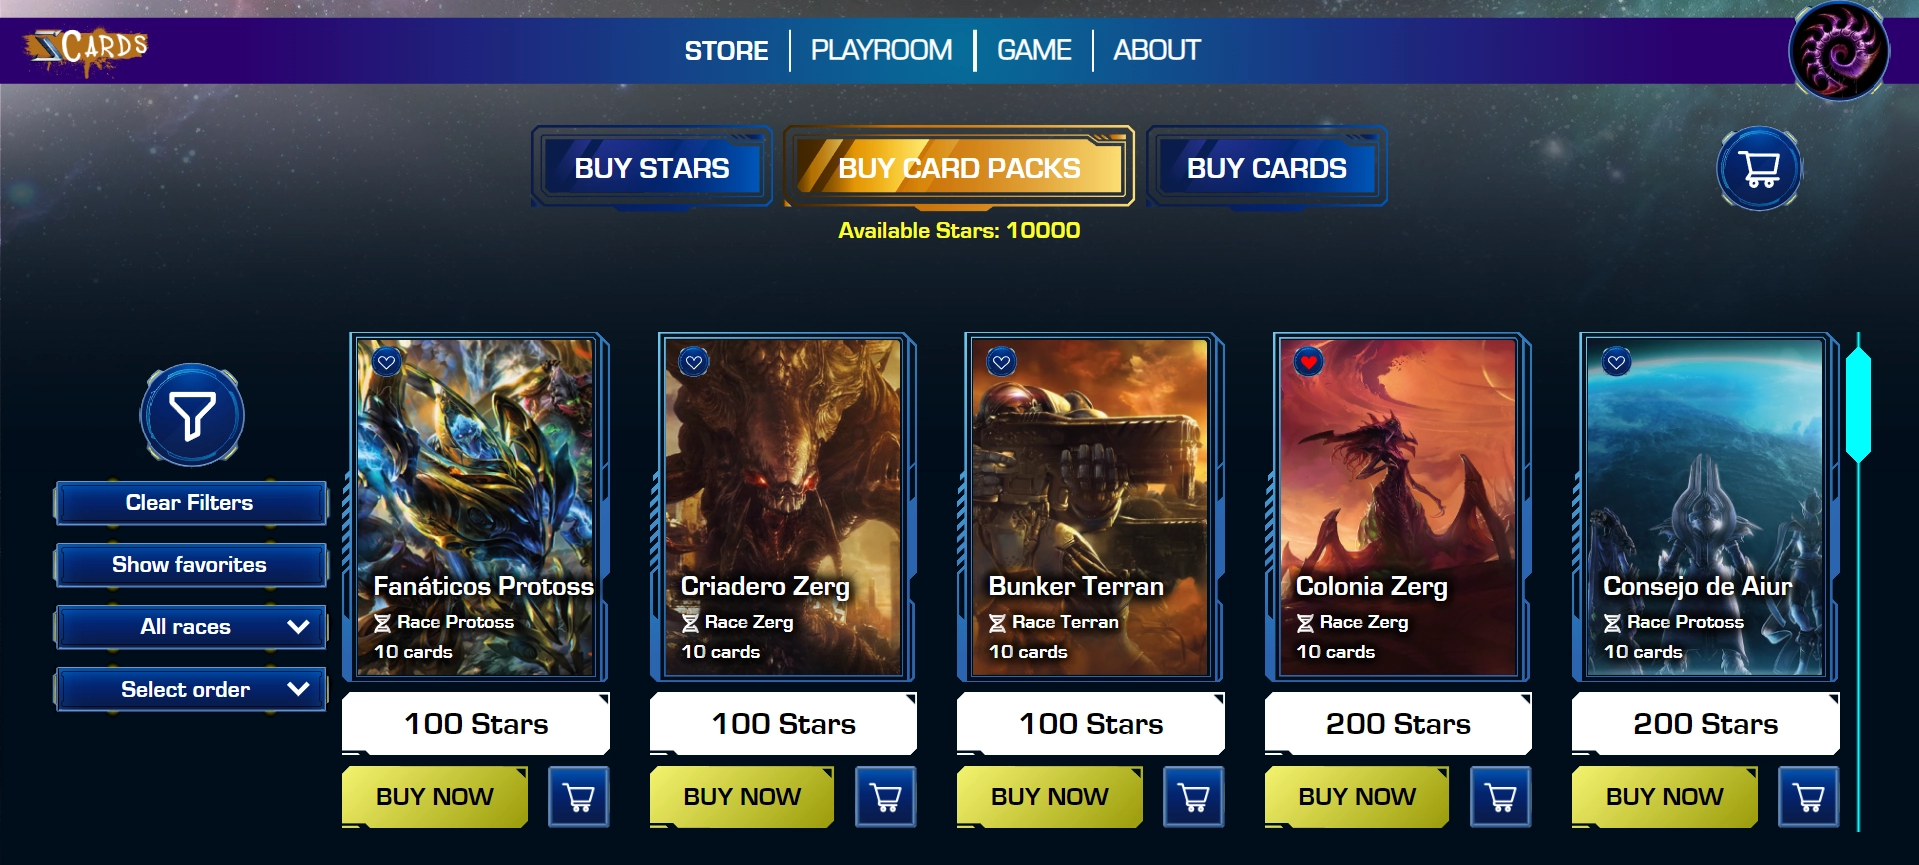 CARDS
STORE
PLAYROOM
GAME
ABOUT
BUY STARS
BUY CARD PACKS
BUY CARDS
Available Stars: 10000
Clear Filters
Show favorites
All races
Select order
Fanáticos Protoss
Race Protoss
10 cards
100 Stars
BUY NOW
Criadero Zerg
Race Zerg
10 cards
100 Stars
BUY NOW
Bunker Terran
Race Terran
10 cards
100 Stars
BUY NOW
Colonia Zerg
Race Zerg
10 cards
200 Stars
BUY NOW
Consejo de Aiur
Race Protoss
10 cards
200 Stars
BUY NOW